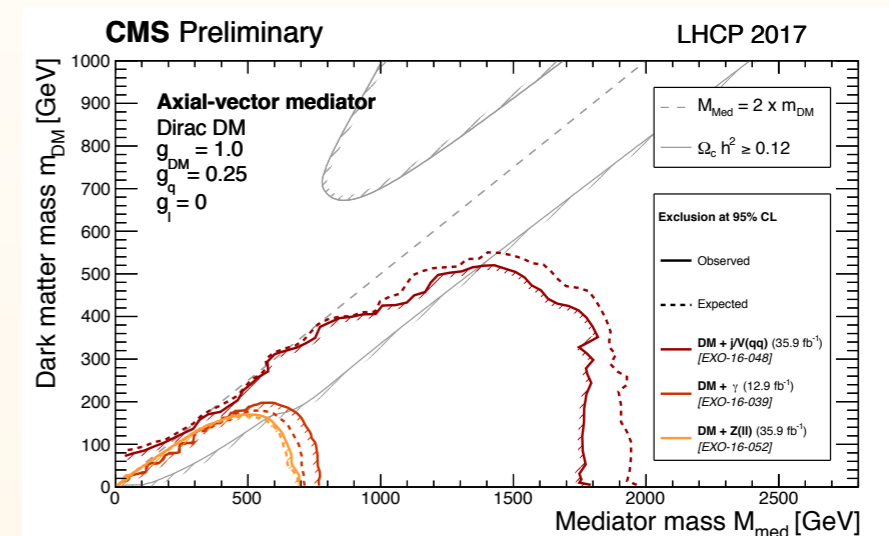 CMS Preliminary
LHCP 2017
Dark matter mass m_DM [GeV]
1000
900
800
700
600
500
400
300
200
100
0
Axial-vector mediator
Dirac DM
g_DM = 1.0
g_q = 0.25
g_l = 0
M_Med = 2 x m_DM
Ω_c h² ≥ 0.12
Exclusion at 95% CL
Observed
Expected
DM + j/V(qq) (35.9 fb⁻¹)
[EXO-16-048]
DM + γ (12.9 fb⁻¹)
[EXO-16-039]
DM + Z(ll) (35.9 fb⁻¹)
[EXO-16-052]
0 500 1000 1500 2000 2500
Mediator mass M_med [GeV]